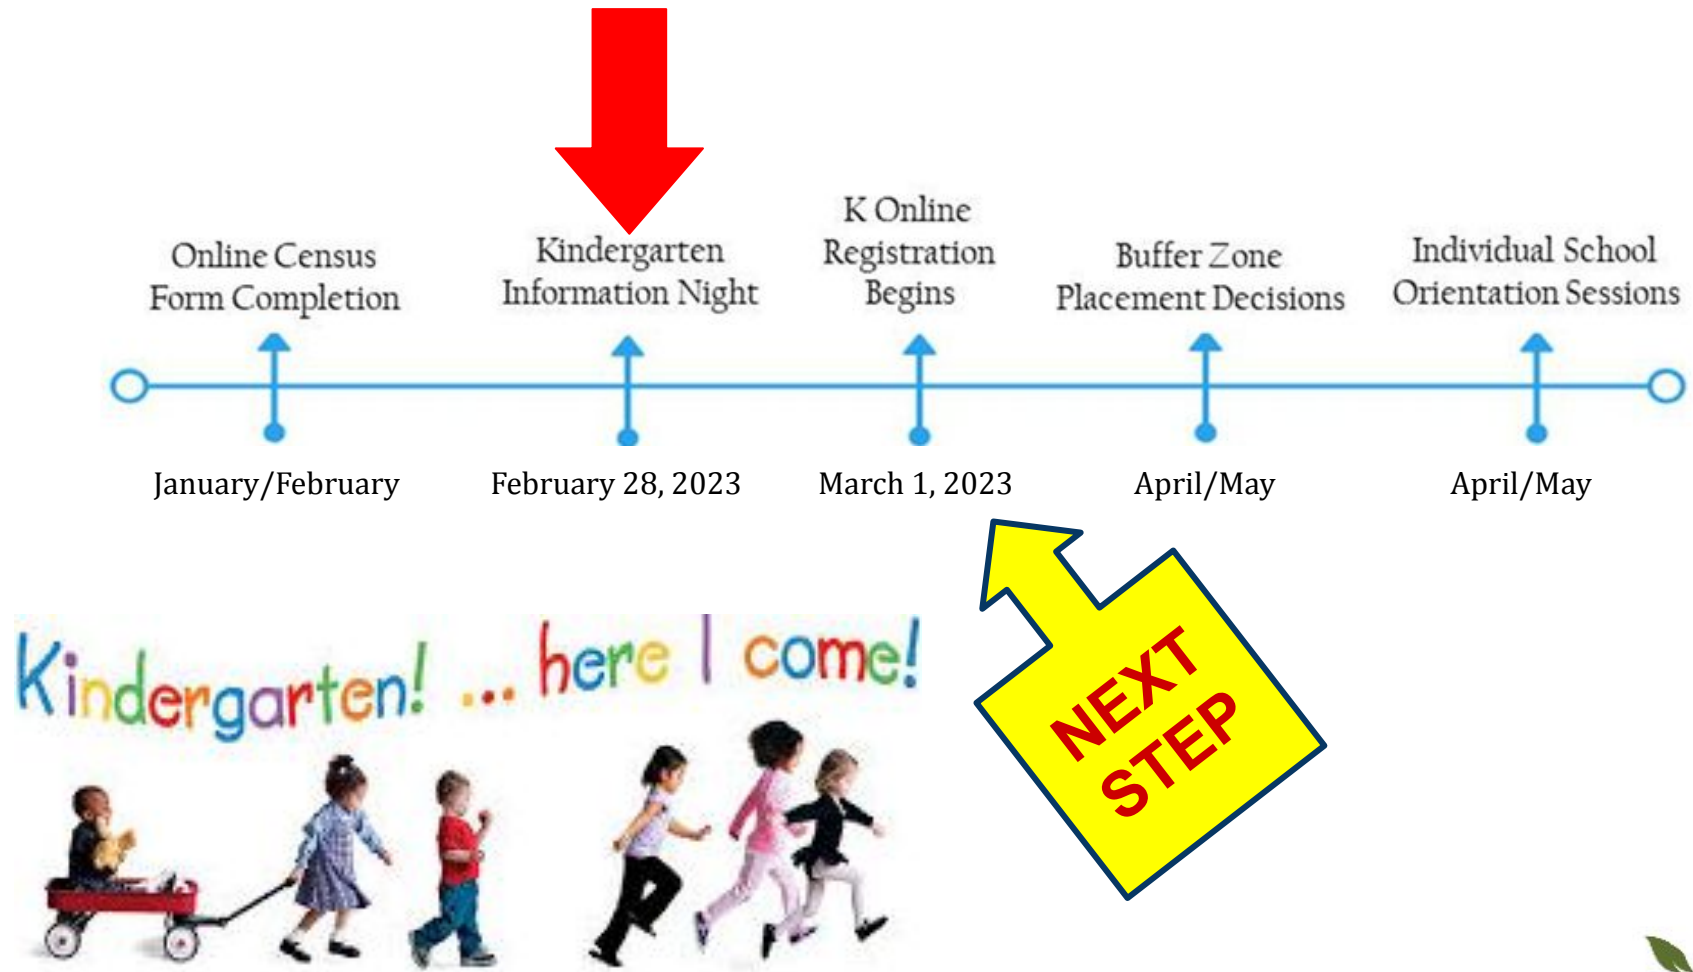 Online Census
Form Completion
Kindergarten
Information Night
K Online
Registration
Begins
Buffer Zone
Placement Decisions
Individual School
Orientation Sessions
January/February
February 28, 2023
March 1, 2023
April/May
April/May
Kindergarten! ... here I come!
NEXT
STEP